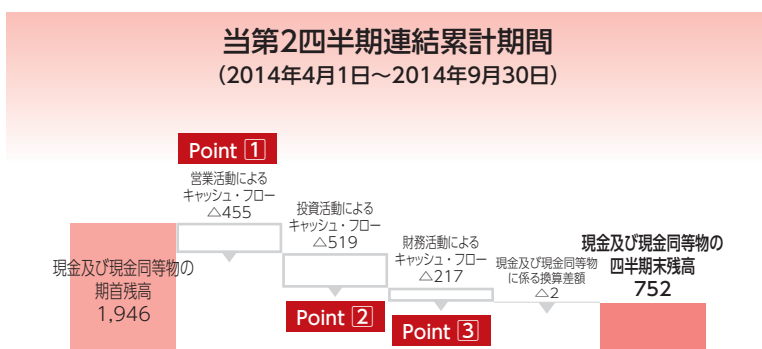 当第2四半期連結累計期間
（2014年4月1日～2014年9月30日）
Point 1
営業活動による
キャッシュ・フロー
△455
投資活動による
キャッシュ・フロー
△519
財務活動による
キャッシュ・フロー
△217
現金及び現金同等物
に係る換算差額
△2
現金及び現金同等物の
四半期末残高
752
現金及び現金同等物の
期首残高
1,946
Point 2
Point 3